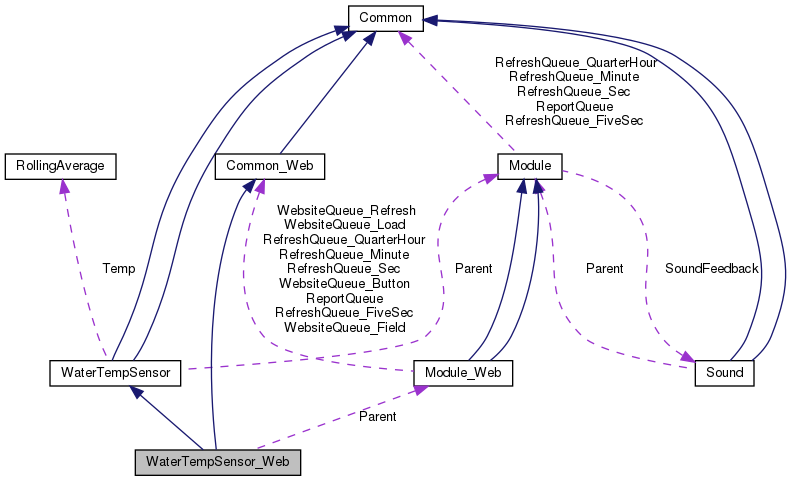 Common
RefreshQueue_QuarterHour
RefreshQueue_Minute
RefreshQueue_Sec
ReportQueue
RefreshQueue_FiveSec
RollingAverage
Common_Web
Module
WebsiteQueue_Refresh
WebsiteQueue_Load
RefreshQueue_QuarterHour
RefreshQueue_Minute
RefreshQueue_Sec
WebsiteQueue_Button
ReportQueue
RefreshQueue_FiveSec
WebsiteQueue_Field
Temp
Parent
Parent
SoundFeedback
WaterTempSensor
Module_Web
Sound
Parent
WaterTempSensor_Web